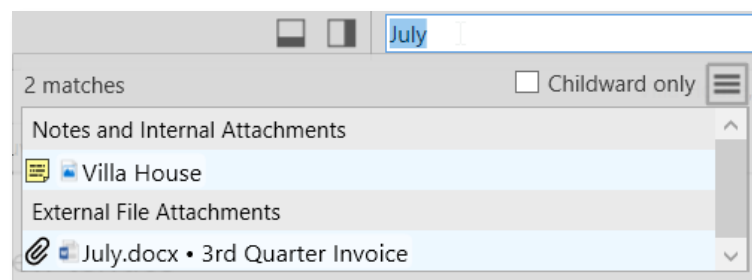 July
2 matches
Childward only
Notes and Internal Attachments
Villa House
External File Attachments
July.docx • 3rd Quarter Invoice